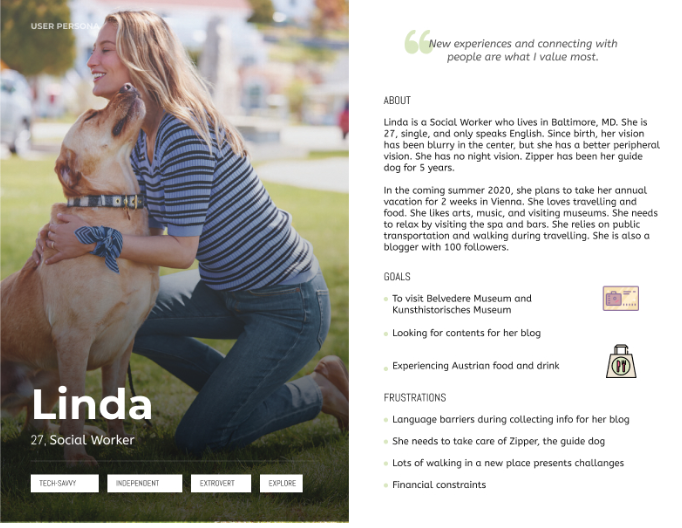 USER PERSONA
Linda
27, Social Worker
TECH-SAVVY
INDEPENDENT
EXTROVERT
EXPLORE
New experiences and connecting with
people are what I value most.
ABOUT
Linda is a Social Worker who lives in Baltimore, MD. She is
27, single, and only speaks English. Since birth, her vision
has been blurry in the center, but she has a better peripheral
vision. She has no night vision. Zipper has been her guide
dog for 5 years.
In the coming summer 2020, she plans to take her annual
vacation for 2 weeks in Vienna. She loves travelling and
food. She likes arts, music, and visiting museums. She needs
to relax by visiting the spa and bars. She relies on public
transportation and walking during travelling. She is also a
blogger with 100 followers.
GOALS
To visit Belvedere Museum and
Kunsthistorisches Museum
Looking for contents for her blog
Experiencing Austrian food and drink
FRUSTRATIONS
Language barriers during collecting info for her blog
She needs to take care of Zipper, the guide dog
Lots of walking in a new place presents challanges
Financial constraints